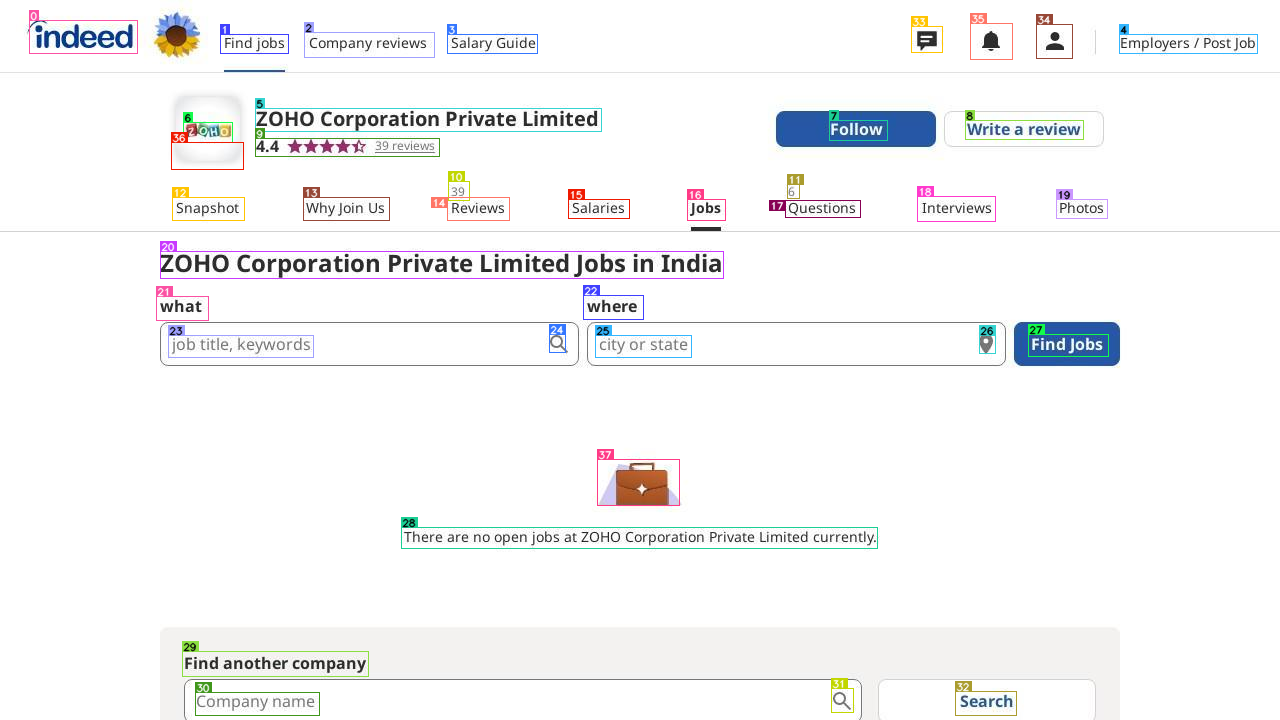 indeed
Find jobs
Company reviews
Salary Guide
Employers / Post Job
ZOHO
ZOHO Corporation Private Limited
4.4 39 reviews
Follow
Write a review
Snapshot
Why Join Us
39
Reviews
Salaries
Jobs
6
Questions
Interviews
Photos
ZOHO Corporation Private Limited Jobs in India
what
where
job title, keywords
city or state
Find Jobs
There are no open jobs at ZOHO Corporation Private Limited currently.
Find another company
Company name
Search
0
1
2
3
33
35
34
4
5
6
36
9
7
8
12
13
10
14
15
16
11
17
18
19
20
21
22
23
24
25
26
27
37
28
29
30
31
32